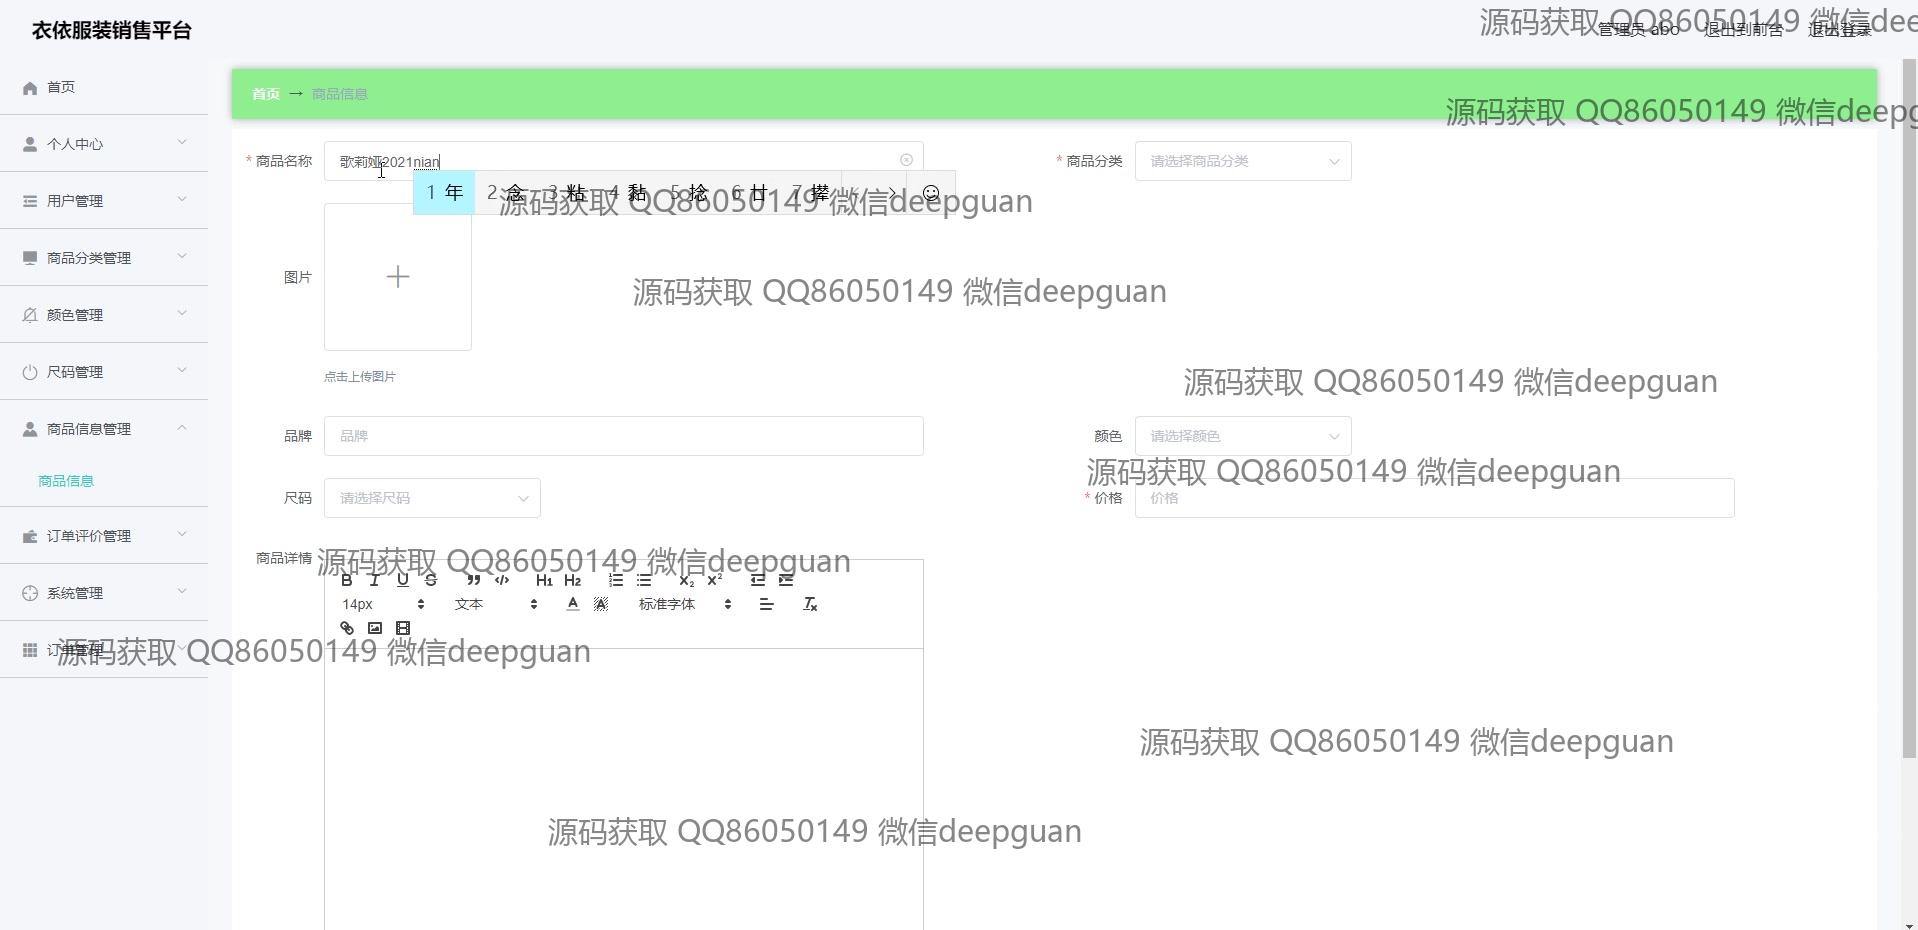 衣依服装销售平台
管理员 abo 退出到前台 退出登录
源码获取 QQ86050149 微信dee
首页
个人中心
用户管理
商品分类管理
颜色管理
尺码管理
商品信息管理
商品信息
订单评价管理
系统管理
订单管理
首页 → 商品信息
源码获取 QQ86050149 微信deepg
* 商品名称 歌莉娅2021nian
* 商品分类 请选择商品分类
1 年 2 念 3 粘 4 黏 5 捻 6 廿 7 撵
源码获取 QQ86050149 微信deepguan
图片
源码获取 QQ86050149 微信deepguan
点击上传图片
源码获取 QQ86050149 微信deepguan
品牌 品牌
颜色 请选择颜色
源码获取 QQ86050149 微信deepguan
尺码 请选择尺码
* 价格 价格
商品详情
源码获取 QQ86050149 微信deepguan
B I U S H1 H2 X2 X2
14px 文本 A A 标准字体 Tx
源码获取 QQ86050149 微信deepguan
源码获取 QQ86050149 微信deepguan
源码获取 QQ86050149 微信deepguan